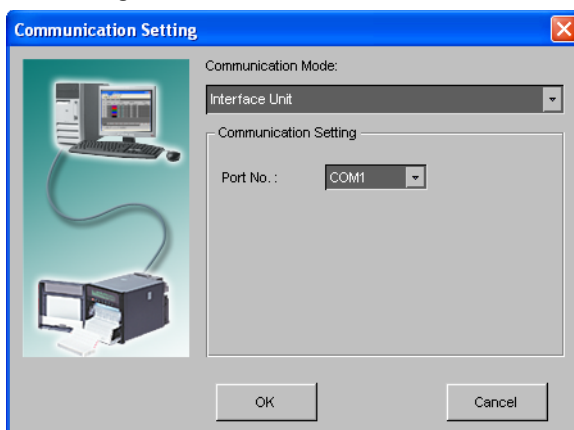 Communication Setting
Communication Mode:
Interface Unit
Communication Setting
Port No. :
COM1
OK
Cancel